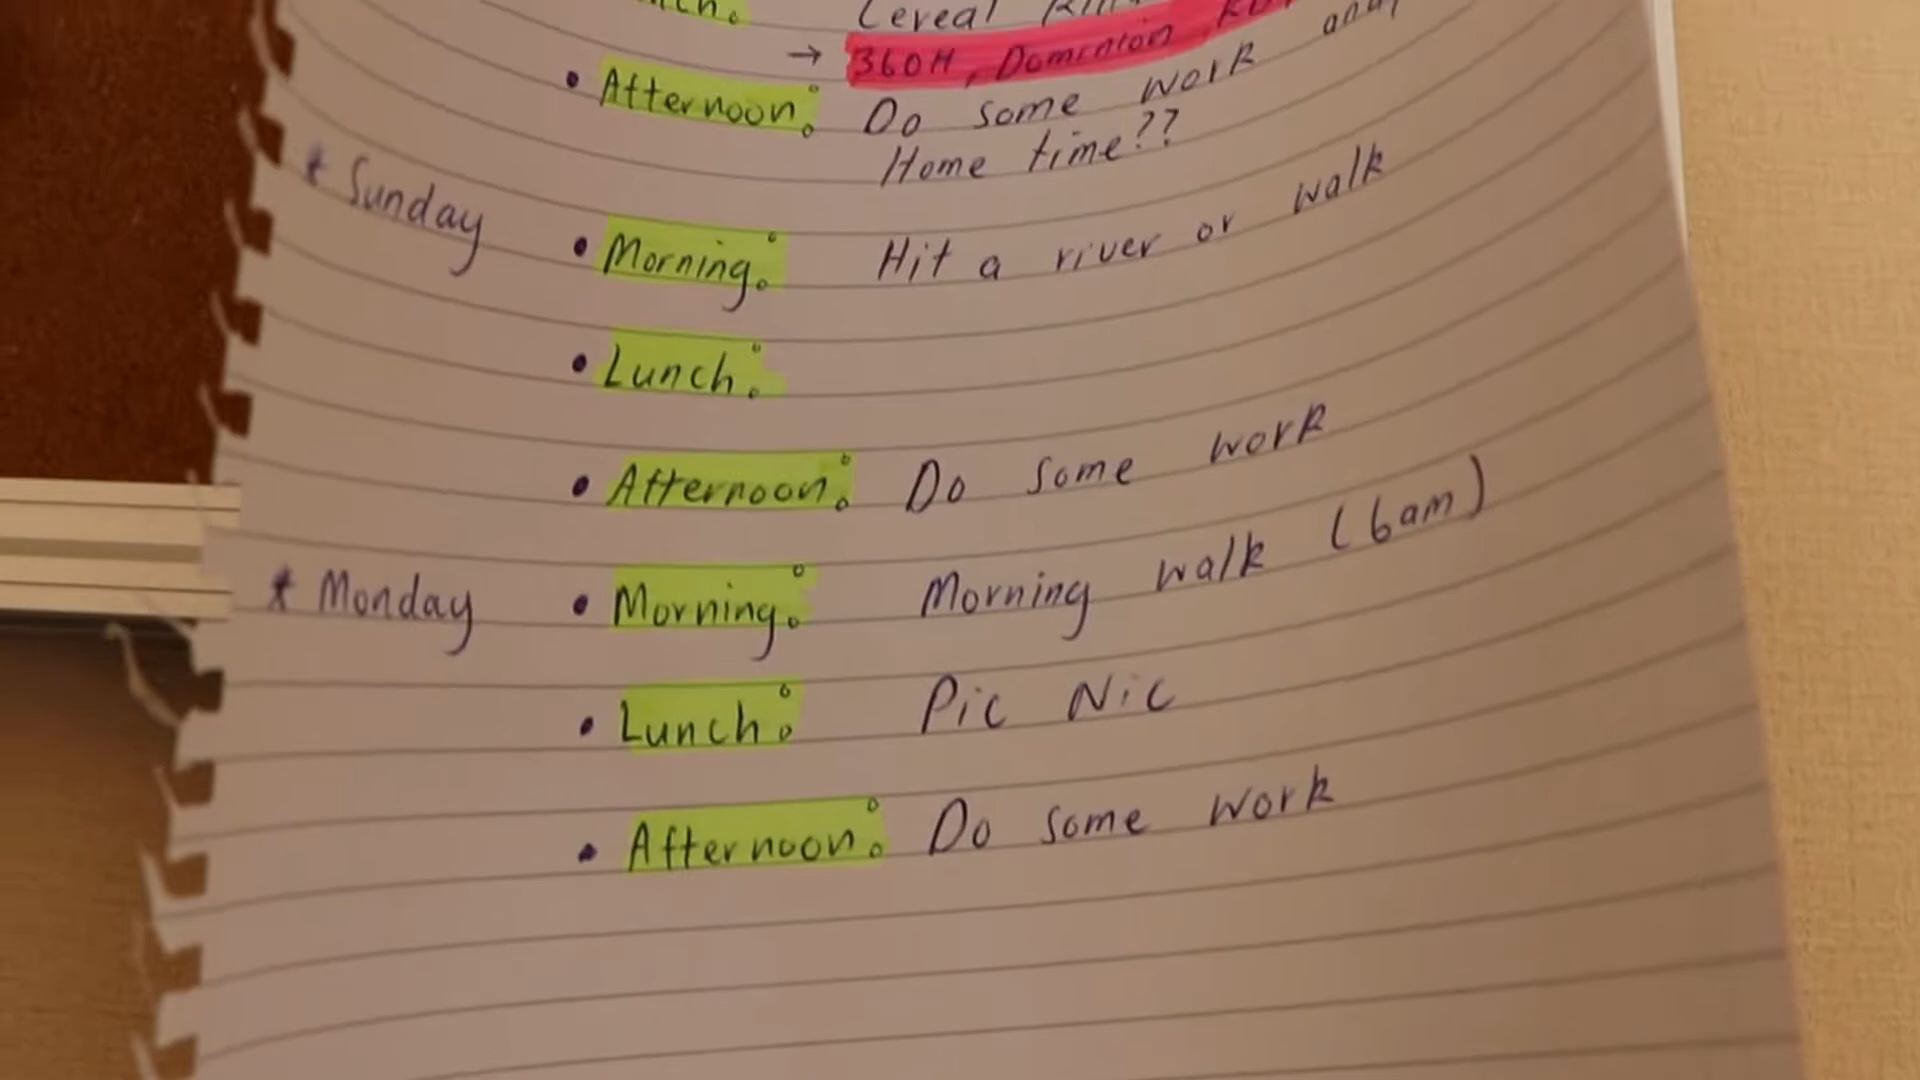 Cereal
→ 360H, Dominion
• Afternoon: Do some work and
Home time??
* Sunday • Morning: Hit a river or walk
• Lunch:
• Afternoon: Do some work
* Monday • Morning: Morning walk (6am)
• Lunch: Pic Nic
• Afternoon: Do some work